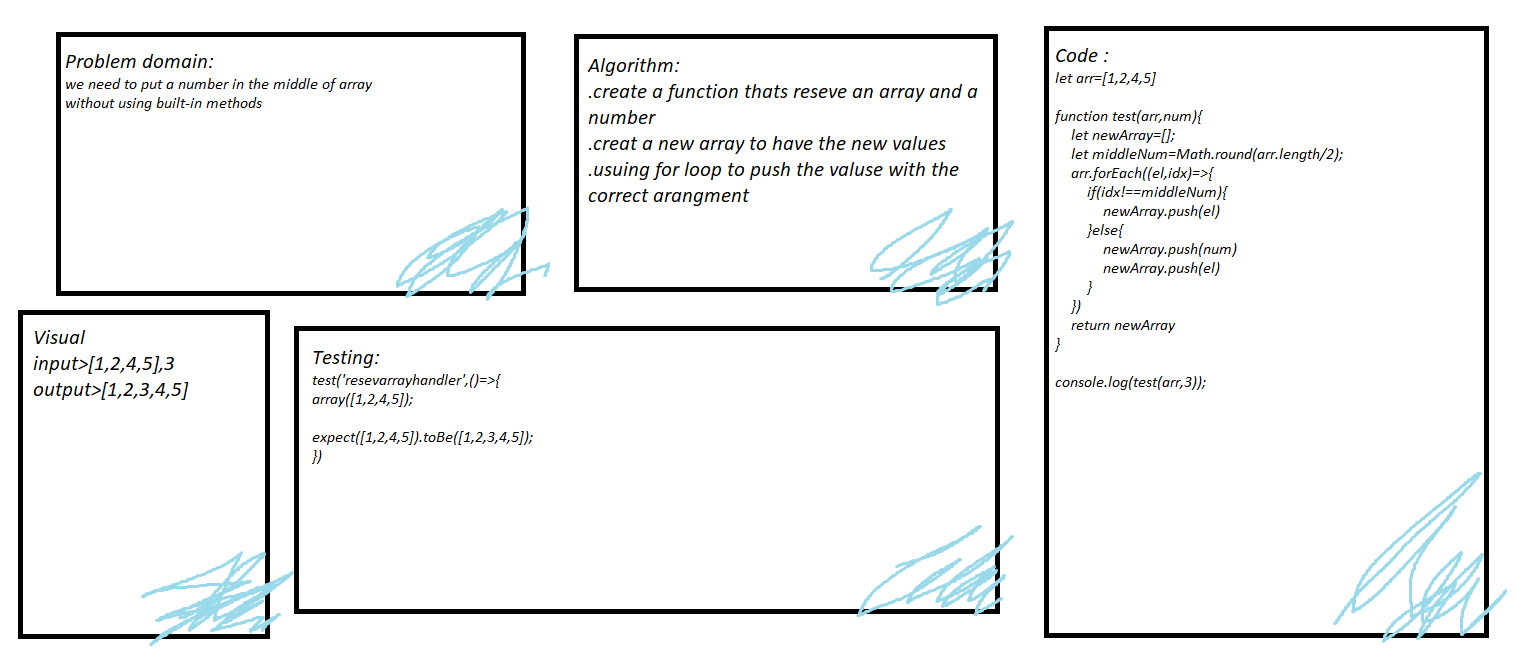 Problem domain:
we need to put a number in the middle of array
without using built-in methods
Algorithm:
.create a function thats reseve an array and a
number
.creat a new array to have the new values
.usuing for loop to push the valuse with the
correct arangment
Code :
let arr=[1,2,4,5]
function test(arr,num){
let newArray=[];
let middleNum=Math.round(arr.length/2);
arr.forEach((el,idx)=>{
if(idx!==middleNum){
newArray.push(el)
}else{
newArray.push(num)
newArray.push(el)
}
})
return newArray
}
console.log(test(arr,3));
Visual
input>[1,2,4,5],3
output>[1,2,3,4,5]
Testing:
test('resevarrayhandler',()=>{
array([1,2,4,5]);
expect([1,2,4,5]).toBe([1,2,3,4,5]);
})